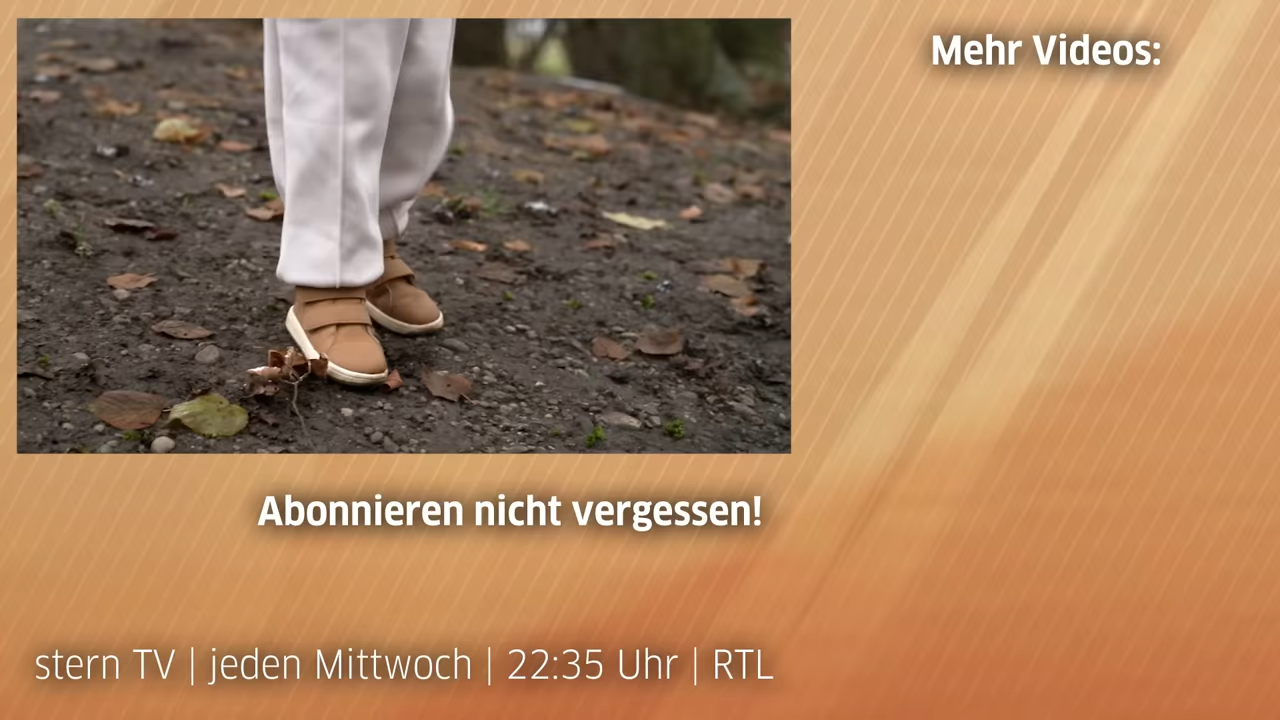 Mehr Videos:
Abonnieren nicht vergessen!
stern TV | jeden Mittwoch | 22:35 Uhr | RTL